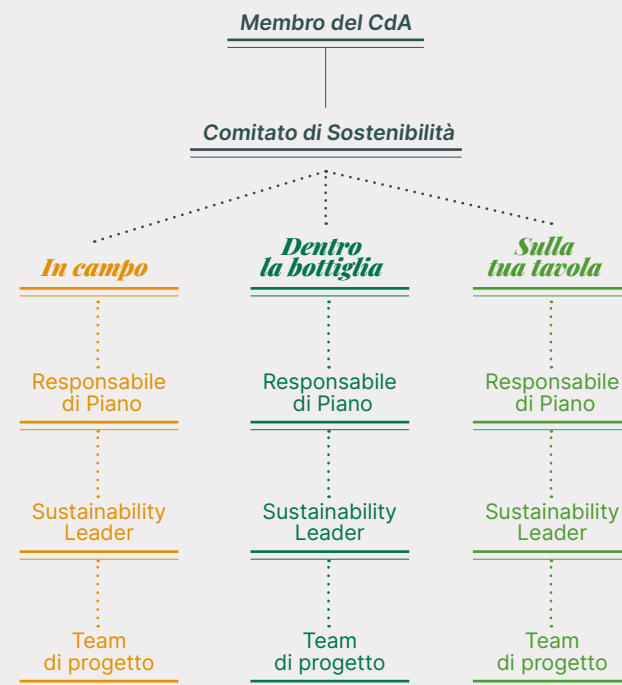 Membro del CdA
Comitato di Sostenibilità
In campo
Dentro
la bottiglia
Sulla
tua tavola
Responsabile
di Piano
Responsabile
di Piano
Responsabile
di Piano
Sustainability
Leader
Sustainability
Leader
Sustainability
Leader
Team
di progetto
Team
di progetto
Team
di progetto